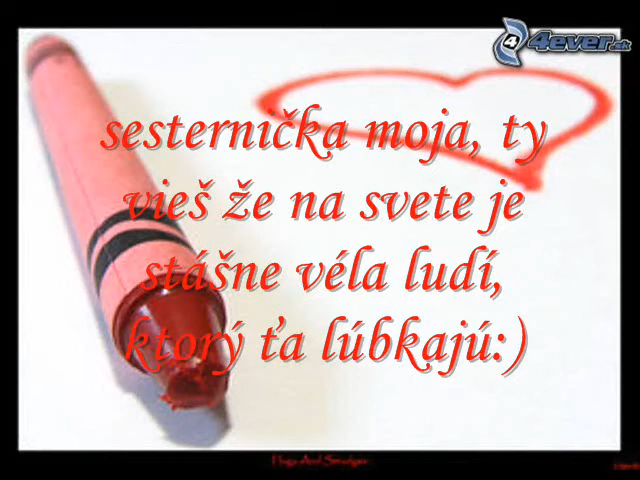 4ever.sk
sesternička moja, ty
vieš že na svete je
stášne véla ludí,
ktorý ťa lúbkajú:)